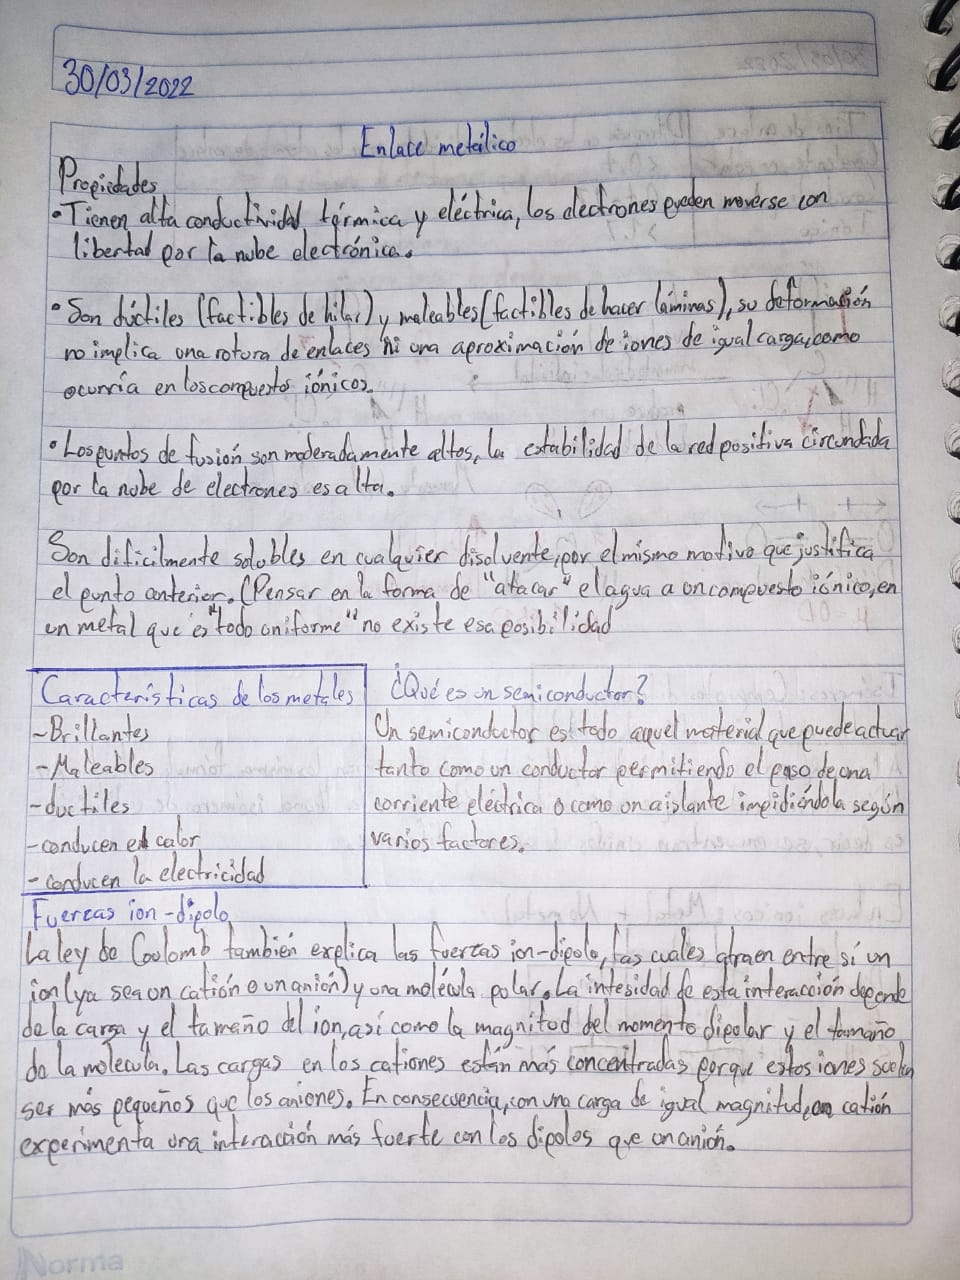 30/03/2022
Enlace metálico
Propiedades
•Tienen alta conductividad térmica y eléctrica, los electrones pueden moverse con
libertad por la nube electrónica.
•Son dúctiles (factibles de hilar) y maleables (factibles de hacer láminas), su deformación
no implica una rotura de enlaces ni una aproximación de iones de igual carga, como
ocurría en los compuestos iónicos.
•Los puntos de fusión son moderadamente altos, la estabilidad de la red positiva circundada
por la nube de electrones es alta.
Son dificilmente solubles en cualquier disolvente, por el mismo motivo que justifica
el punto anterior. (Pensar en la forma de "atacar" el agua a un compuesto iónico, en
un metal que es "todo uniforme" no existe esa posibilidad
Características de los metales
-Brillantes
-Maleables
-ductiles
-conducen el calor
-conducen la electricidad
¿Qué es un semiconductor?
Un semiconductor es todo aquel material que puede actuar
tanto como un conductor permitiendo el paso de una
corriente eléctrica o como un aislante impidiéndola según
varios factores.
Fuerzas ion-dipolo
La ley de Coulomb también explica las fuerzas ion-dipolo, las cuales atraen entre sí un
ion (ya sea un catión o un anión) y una molécula polar. La intesidad de esta interacción depende
de la carga y el tamaño del ion, así como la magnitud del momento dipolar y el tamaño
de la molécula. Las cargas en los cationes están más concentradas porque estos iones suelen
ser más pequeños que los aniones. En consecuencia, con una carga de igual magnitud, un catión
experimenta una interacción más fuerte con los dipolos que un anión.
Norma